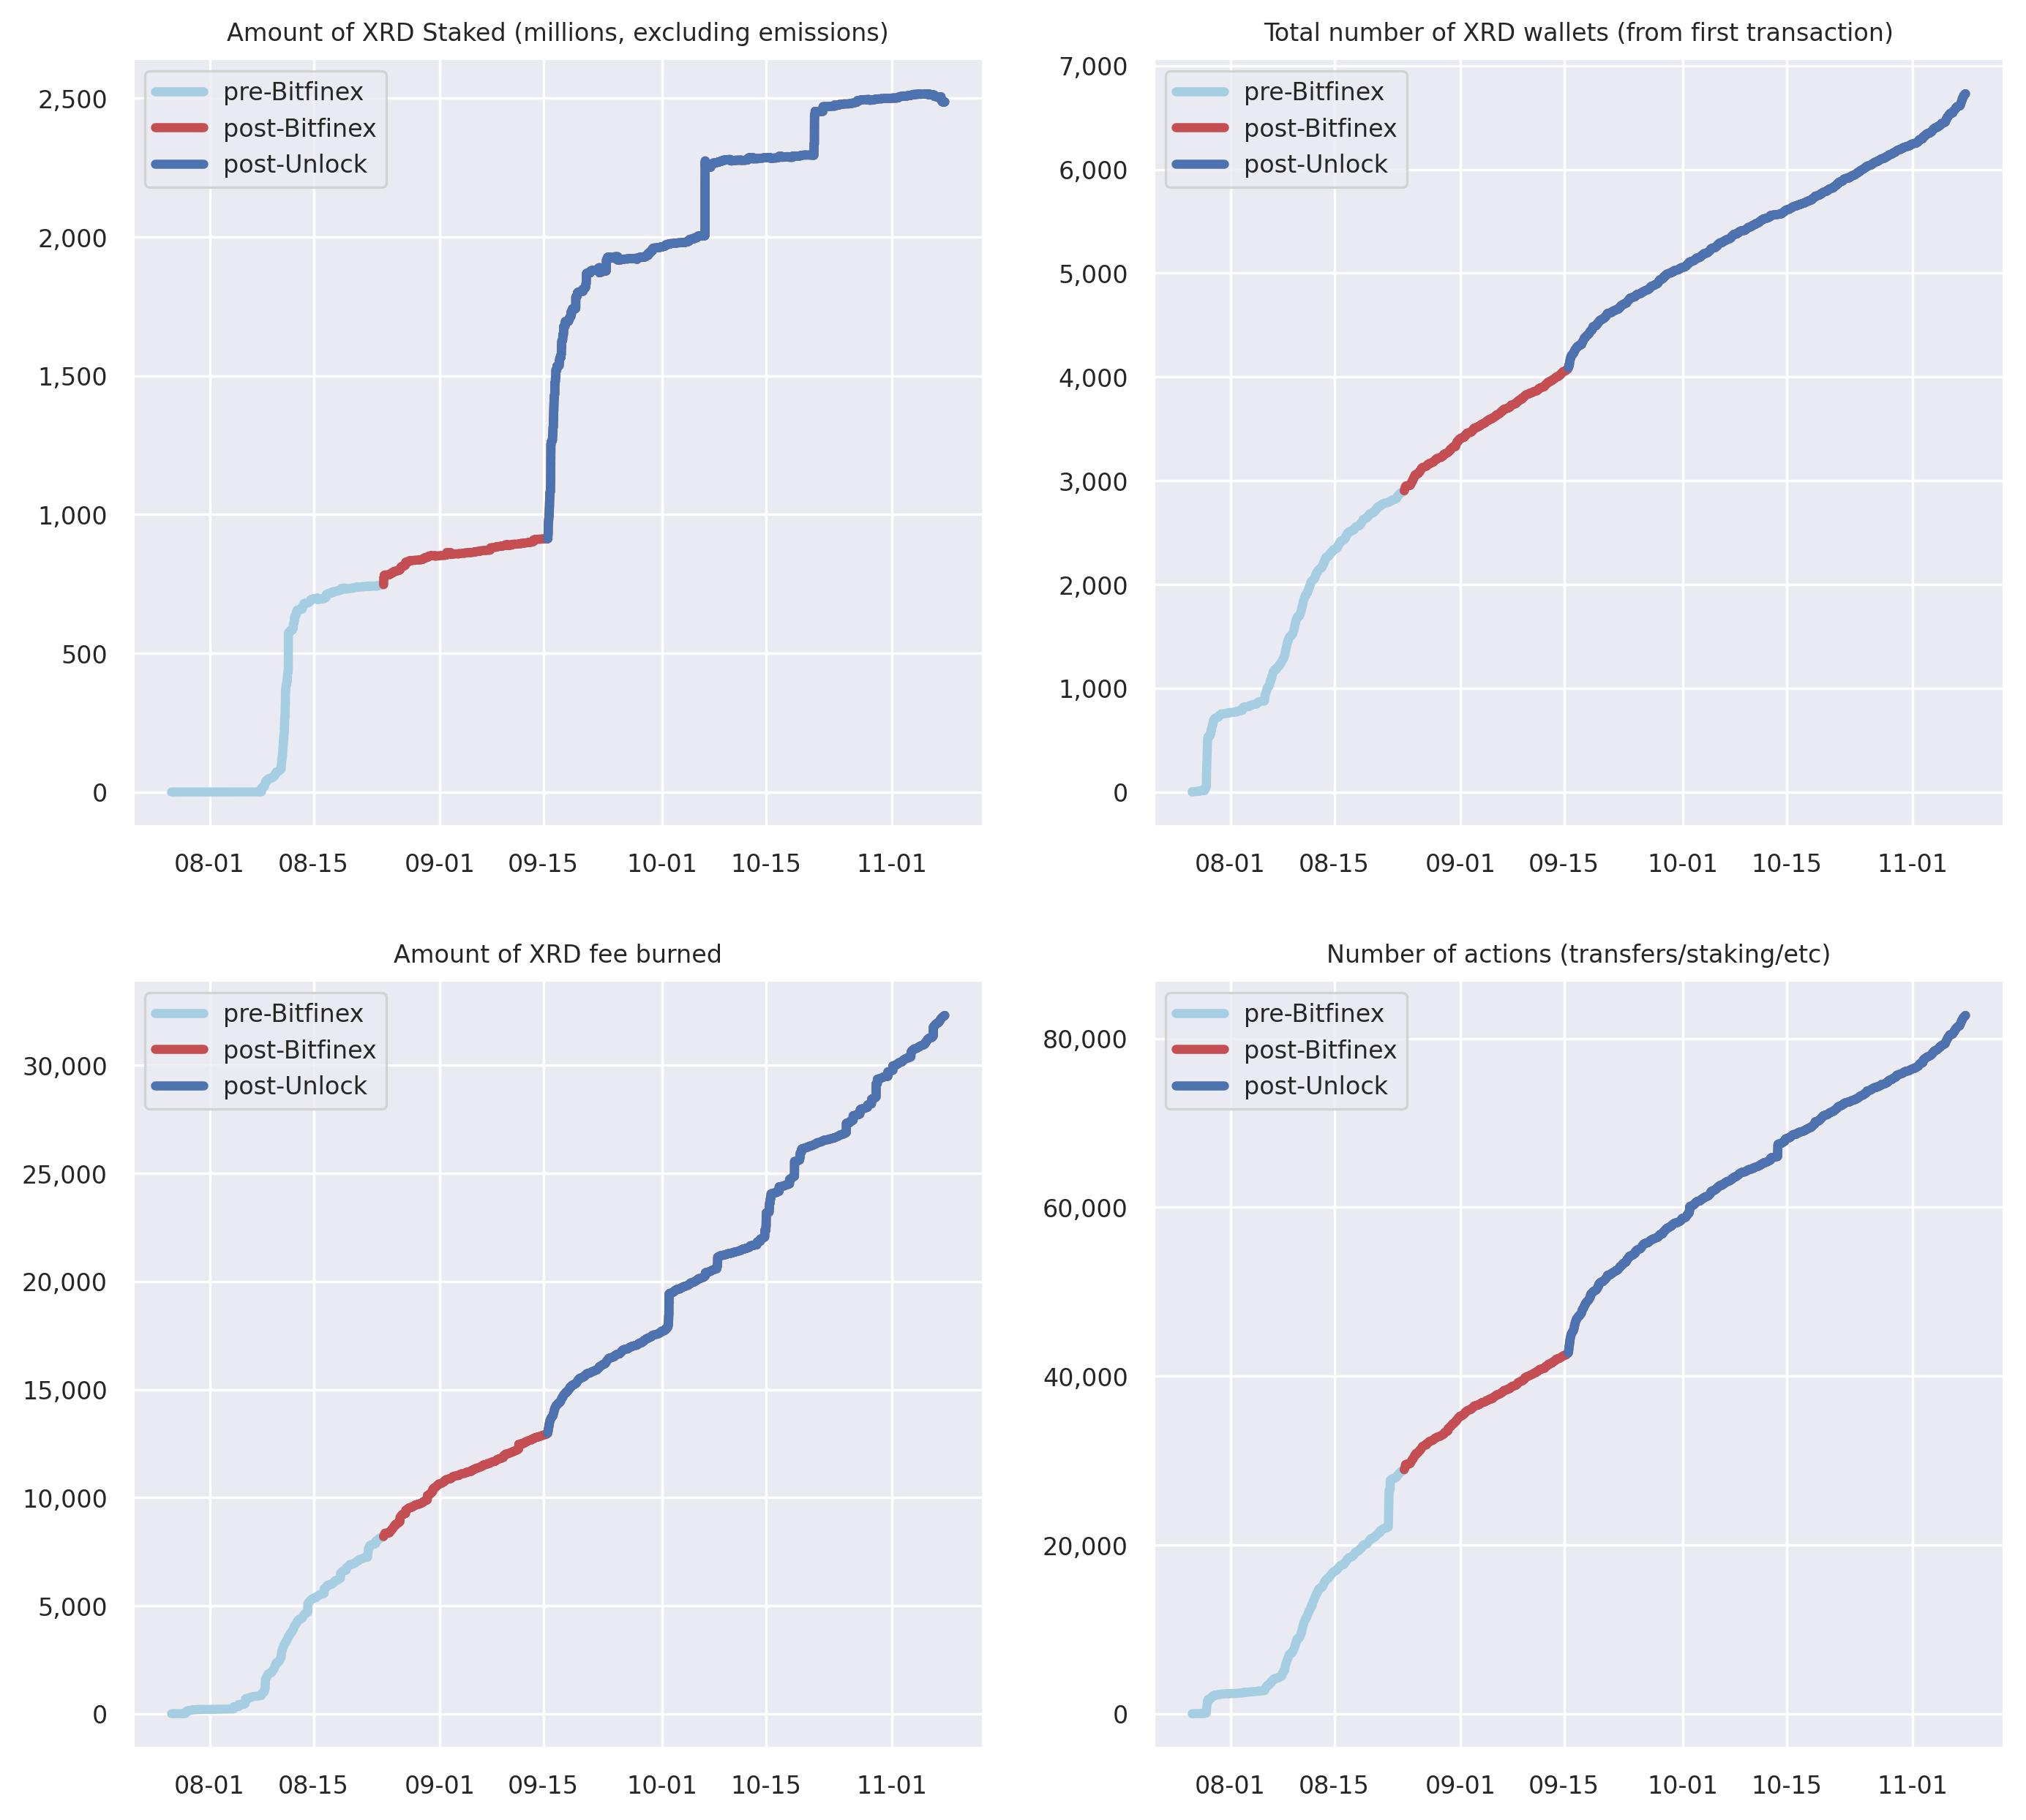 Amount of XRD Staked (millions, excluding emissions)
pre-Bitfinex
post-Bitfinex
post-Unlock
2,500
2,000
1,500
1,000
500
0
08-01 08-15 09-01 09-15 10-01 10-15 11-01
Total number of XRD wallets (from first transaction)
pre-Bitfinex
post-Bitfinex
post-Unlock
7,000
6,000
5,000
4,000
3,000
2,000
1,000
0
08-01 08-15 09-01 09-15 10-01 10-15 11-01
Amount of XRD fee burned
pre-Bitfinex
post-Bitfinex
post-Unlock
30,000
25,000
20,000
15,000
10,000
5,000
0
08-01 08-15 09-01 09-15 10-01 10-15 11-01
Number of actions (transfers/staking/etc)
pre-Bitfinex
post-Bitfinex
post-Unlock
80,000
60,000
40,000
20,000
0
08-01 08-15 09-01 09-15 10-01 10-15 11-01